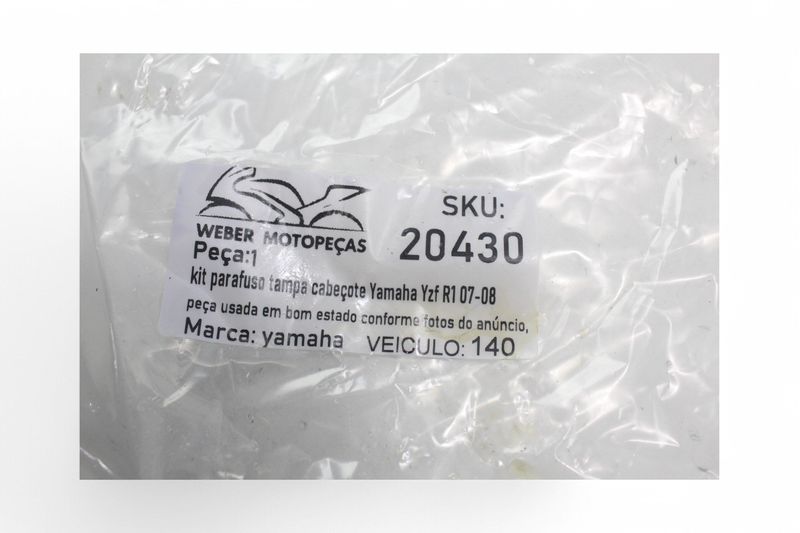 WEBER MOTOPEÇAS
SKU:
20430
Peça:1
kit parafuso tampa cabeçote Yamaha Yzf R1 07-08
peça usada em bom estado conforme fotos do anúncio,
Marca: yamaha VEICULO: 140